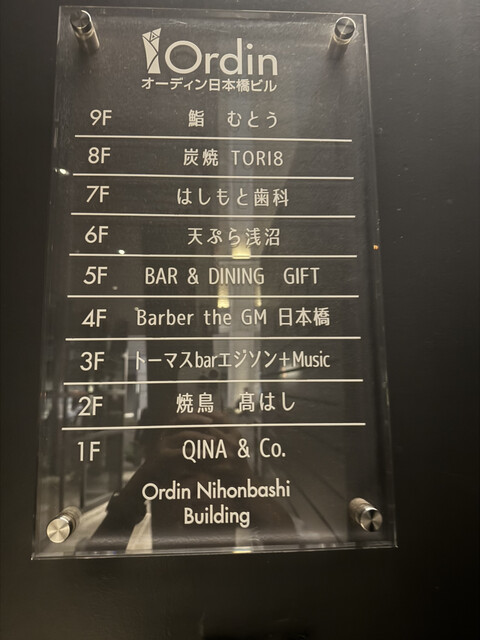 Ordin
オーディン日本橋ビル
9F 鮨 むとう
8F 炭焼 TORI8
7F はしもと歯科
6F 天ぷら浅沼
5F BAR & DINING GIFT
4F Barber the GM 日本橋
3F トーマスbarエジソン+Music
2F 焼鳥 髙はし
1F QINA & Co.
Ordin Nihonbashi
Building